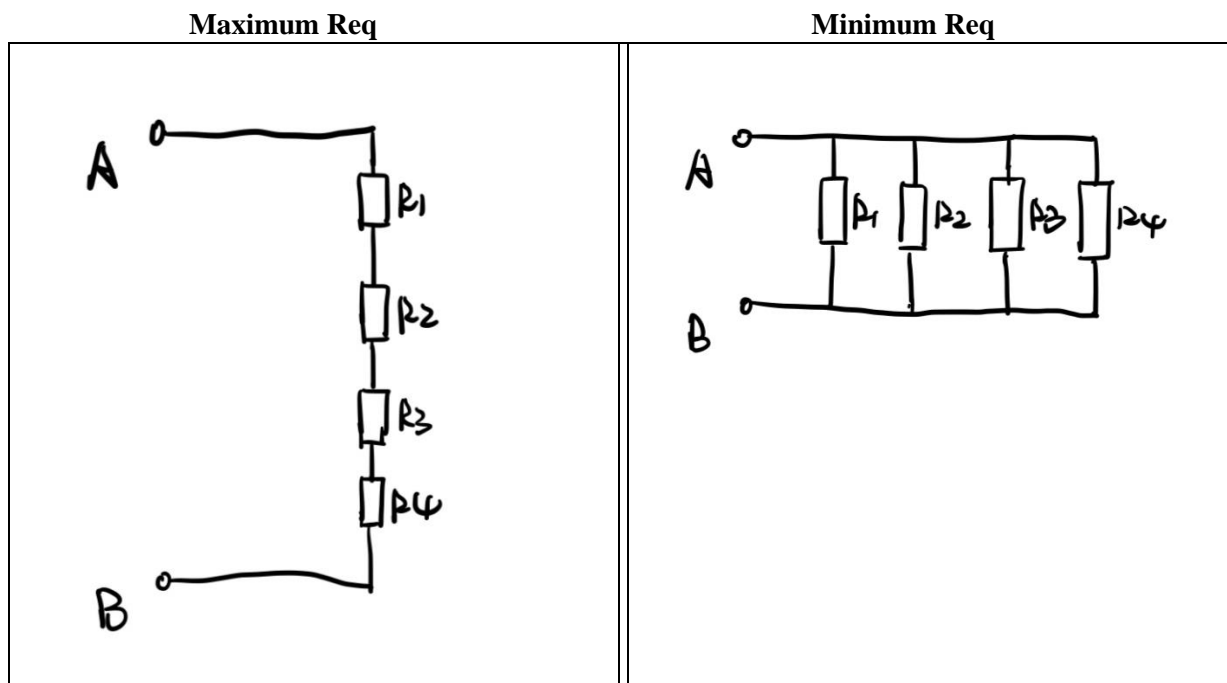 Maximum Req
Minimum Req
A
R1
R2
R3
R4
B
A
R1
R2
R3
R4
B